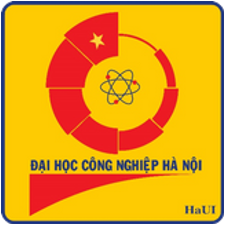 ĐẠI HỌC CÔNG NGHIỆP HÀ NỘI
HaUI